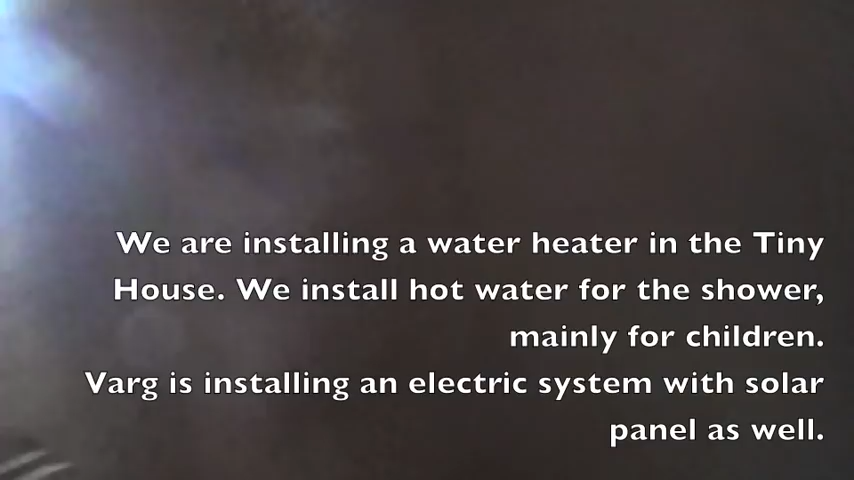 We are installing a water heater in the Tiny
House. We install hot water for the shower,
mainly for children.
Varg is installing an electric system with solar
panel as well.